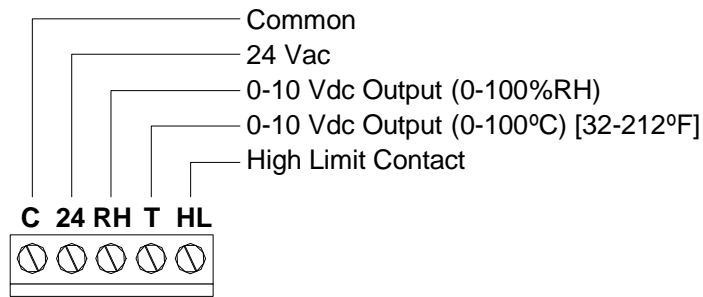 Common
24 Vac
0-10 Vdc Output (0-100%RH)
0-10 Vdc Output (0-100ºC) [32-212ºF]
High Limit Contact
C 24 RH T HL